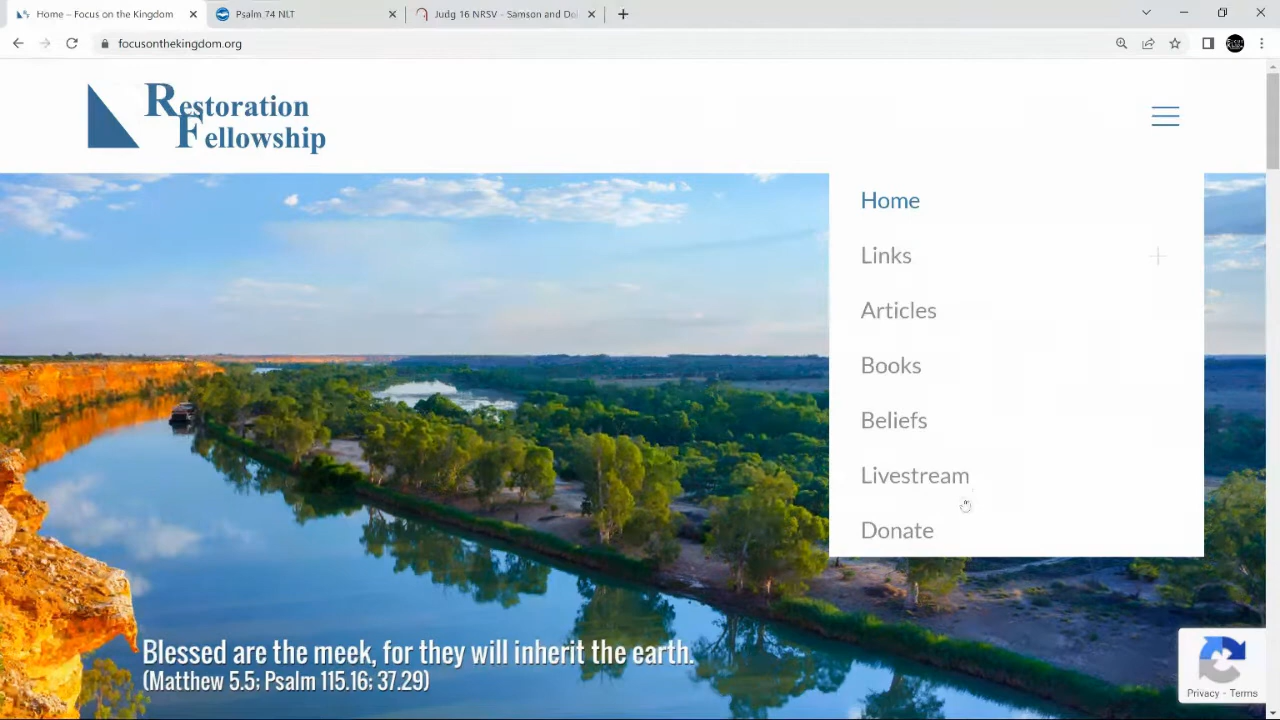 Home – Focus on the Kingdom
Psalm 74 NLT
Judg 16 NRSV - Samson and Del
focusonthekingdom.org
Restoration
Fellowship
Home
Links
Articles
Books
Beliefs
Livestream
Donate
Blessed are the meek, for they will inherit the earth.
(Matthew 5.5; Psalm 115.16; 37.29)
Privacy - Terms